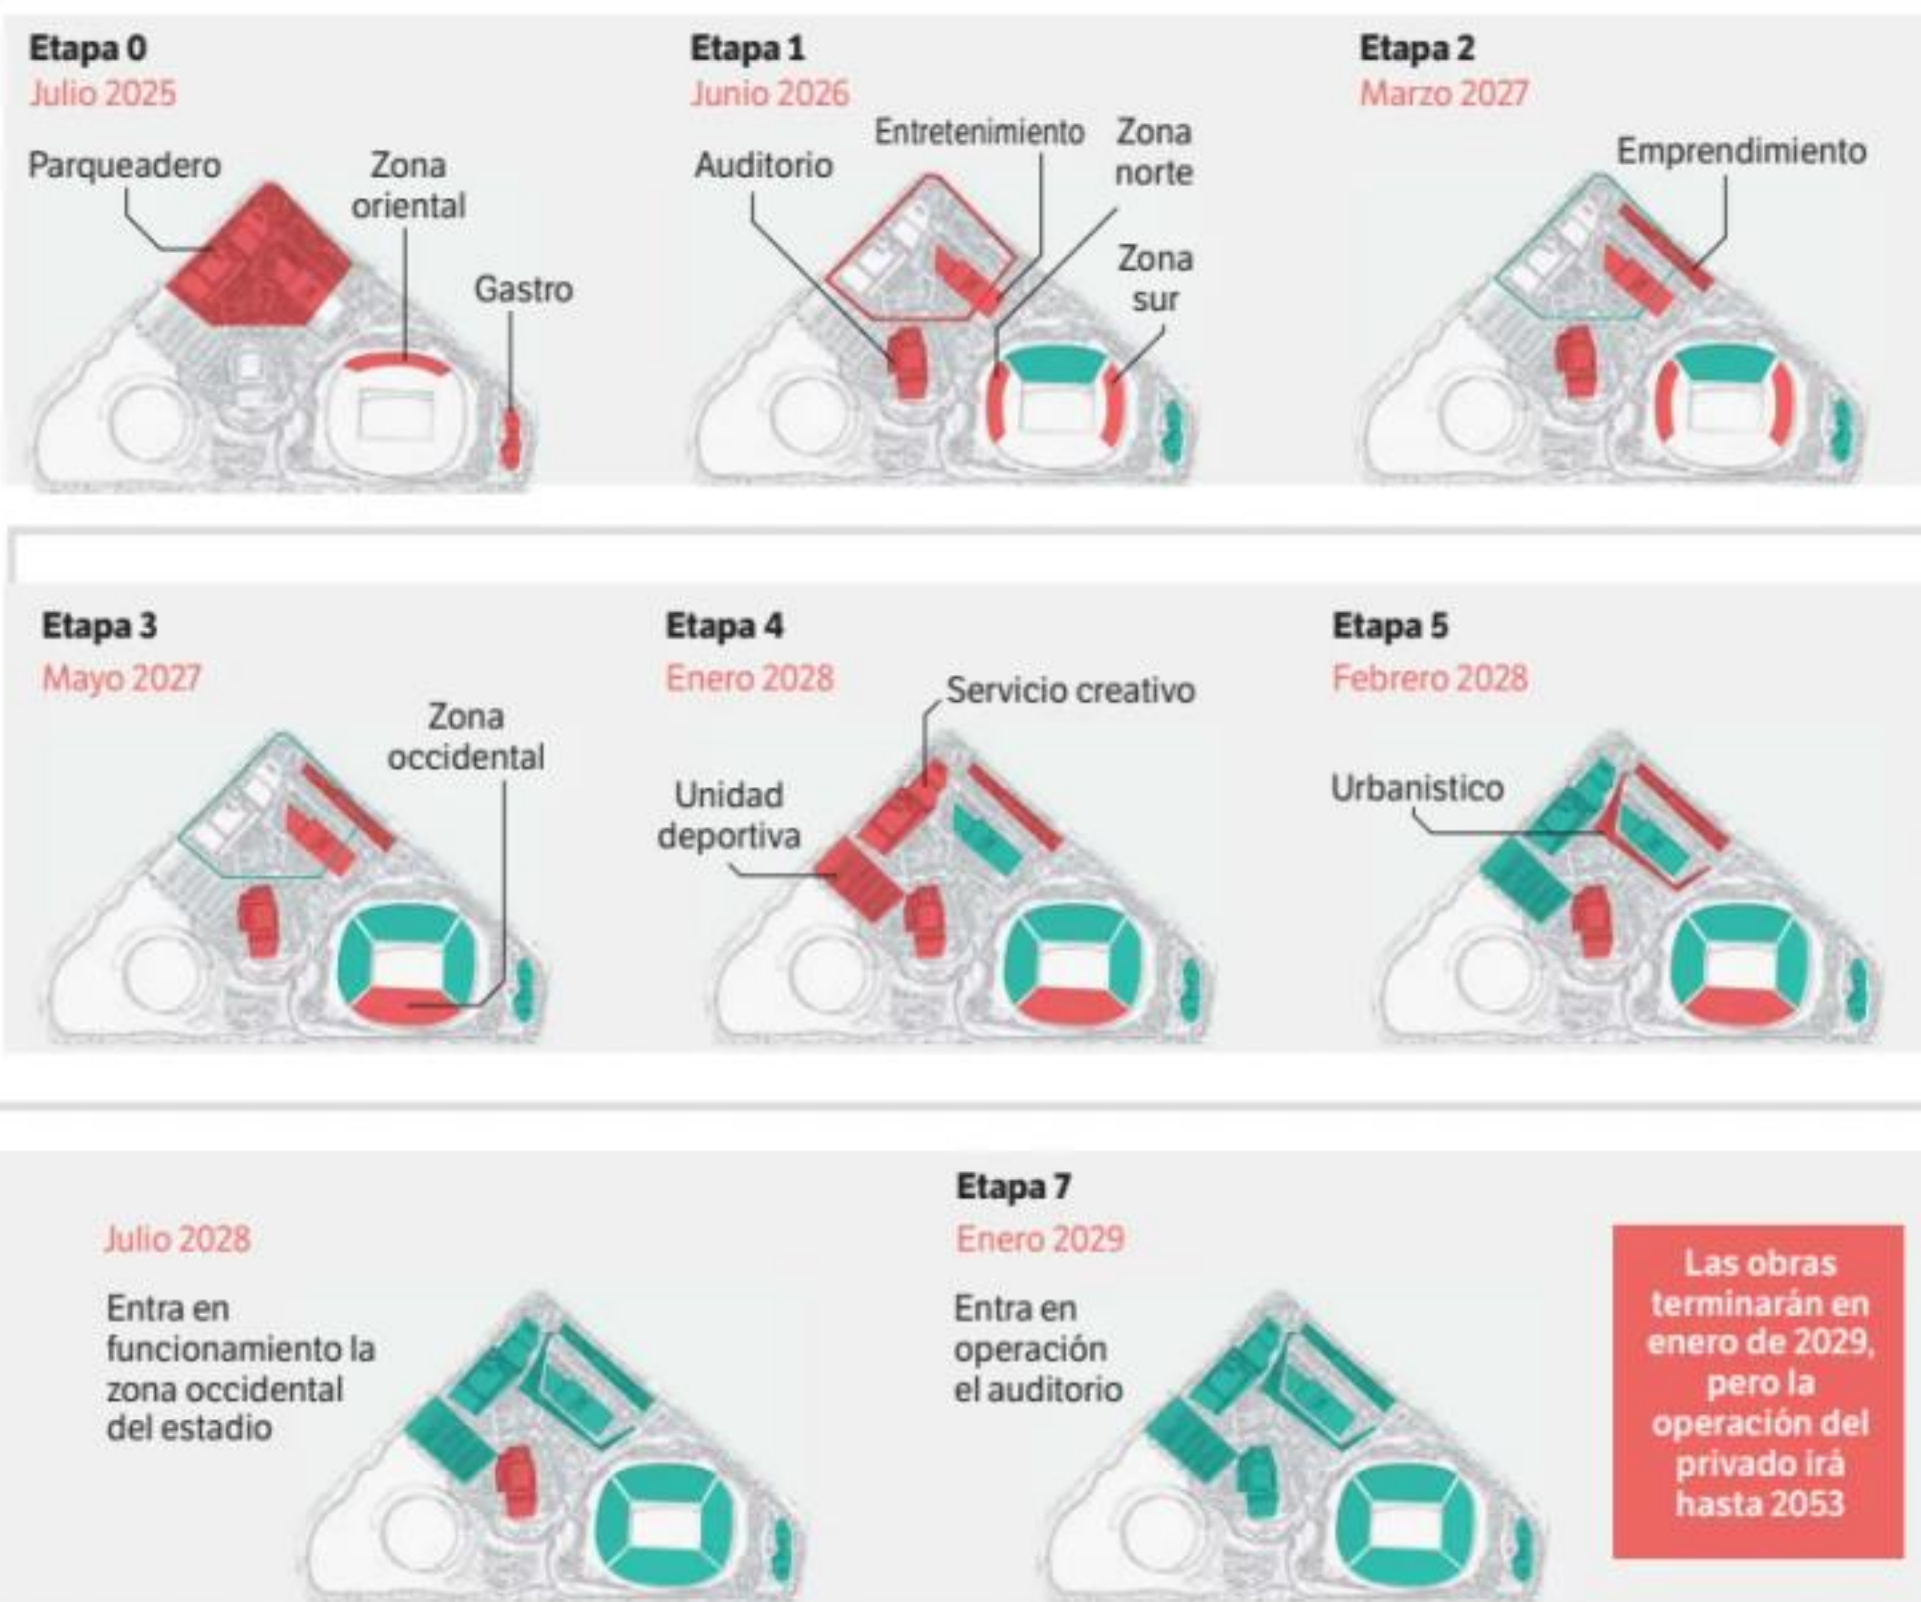 Etapa 0
Julio 2025
Parqueadero
Zona
oriental
Gastro
Etapa 1
Junio 2026
Auditorio
Entretenimiento
Zona
norte
Zona
sur
Etapa 2
Marzo 2027
Emprendimiento
Etapa 3
Mayo 2027
Zona
occidental
Etapa 4
Enero 2028
Servicio creativo
Unidad
deportiva
Etapa 5
Febrero 2028
Urbanistico
Julio 2028
Entra en
funcionamiento la
zona occidental
del estadio
Etapa 7
Enero 2029
Entra en
operación
el auditorio
Las obras
terminarán en
enero de 2029,
pero la
operación del
privado irá
hasta 2053